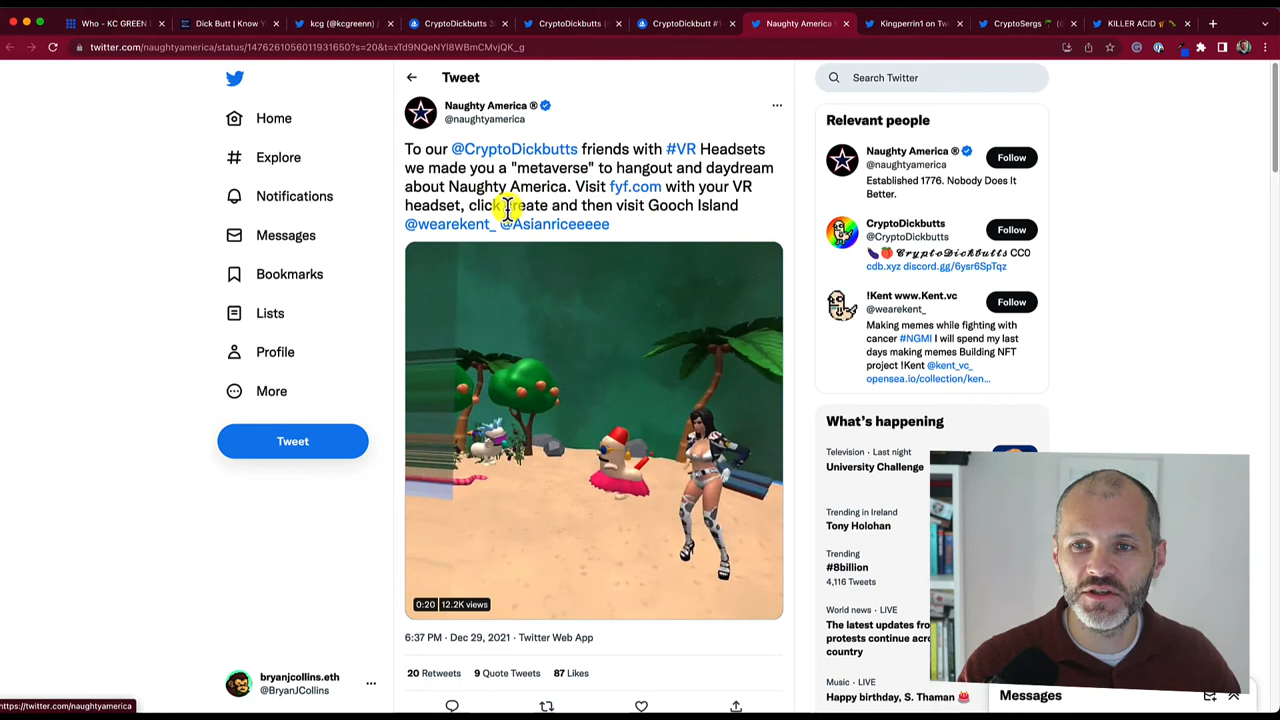 Who - KC GREEN
Dick Butt | Know Y
kcg (@kcgreenn) /
CryptoDickbutts
CryptoDickbutts (
CryptoDickbutt #
Naughty America
Kingperrin1 on Tw
CryptoSergs
KILLER ACID
twitter.com/naughtyamerica/status/1476261056011931650?s=20&t=xTd9NQeNYl8WBmCMvjQK_g
Home
Explore
Notifications
Messages
Bookmarks
Lists
Profile
More
Tweet
bryanjcollins.eth
@BryanJCollins
https://twitter.com/naughtyamerica
Tweet
Naughty America ®
@naughtyamerica
To our @CryptoDickbutts friends with #VR Headsets
we made you a "metaverse" to hangout and daydream
about Naughty America. Visit fyf.com with your VR
headset, click create and then visit Gooch Island
@wearekent_ @Asianriceeeee
0:20 12.2K views
6:37 PM · Dec 29, 2021 · Twitter Web App
20 Retweets 9 Quote Tweets 87 Likes
Search Twitter
Relevant people
Naughty America ®
@naughtyamerica
Follow
Established 1776. Nobody Does It
Better.
CryptoDickbutts
@CryptoDickbutts
Follow
🍆🍑 𝓒𝓻𝔂𝓹𝓽𝓸𝓓𝓲𝓬𝓴𝓫𝓾𝓽𝓽𝓼 CC0
cdb.xyz discord.gg/6ysr6SpTqz
!Kent www.Kent.vc
@wearekent_
Follow
Making memes while fighting with
cancer #NGMI I will spend my last
days making memes Building NFT
project !Kent @kent_vc_
opensea.io/collection/ken…
What's happening
Television · Last night
University Challenge
Trending in Ireland
Tony Holohan
Trending
#8billion
4,116 Tweets
World news · LIVE
The latest updates fro
protests continue acro
country
Music · LIVE
Happy birthday, S. Thaman
Messages